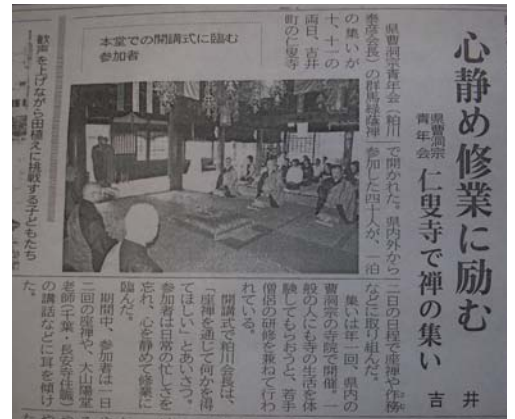 心静め修業に励む
県曹洞宗
青年会
仁叟寺で禅の集い
吉井
県曹洞宗青年会（粕川
泰彦会長）の群馬緑蔭禅
の集いが
十、十一の
両日、吉井
町の仁叟寺
で開かれた。県内外から
参加した四十人が、一泊
二日の日程で座禅や作務
などに取り組んだ。
集いは年一回、県内の
曹洞宗の寺院で開催。一
般の人にも寺の生活を体
験してもらおうと、若手
僧侶の研修を兼ねて行わ
れている。
開講式で粕川会長は、
「座禅を通じて何かを得
てほしい」とあいさつ。
参加者は日常の忙しさを
忘れ、心を静めて修業に
臨んだ。
期間中、参加者は一日
二回の座禅や、大山陽堂
老師（千葉・長安寺住職）
の講話などに耳を傾け
た。
本堂での開講式に臨む
参加者
歓声を上げながら田植えに挑戦する子どもたち